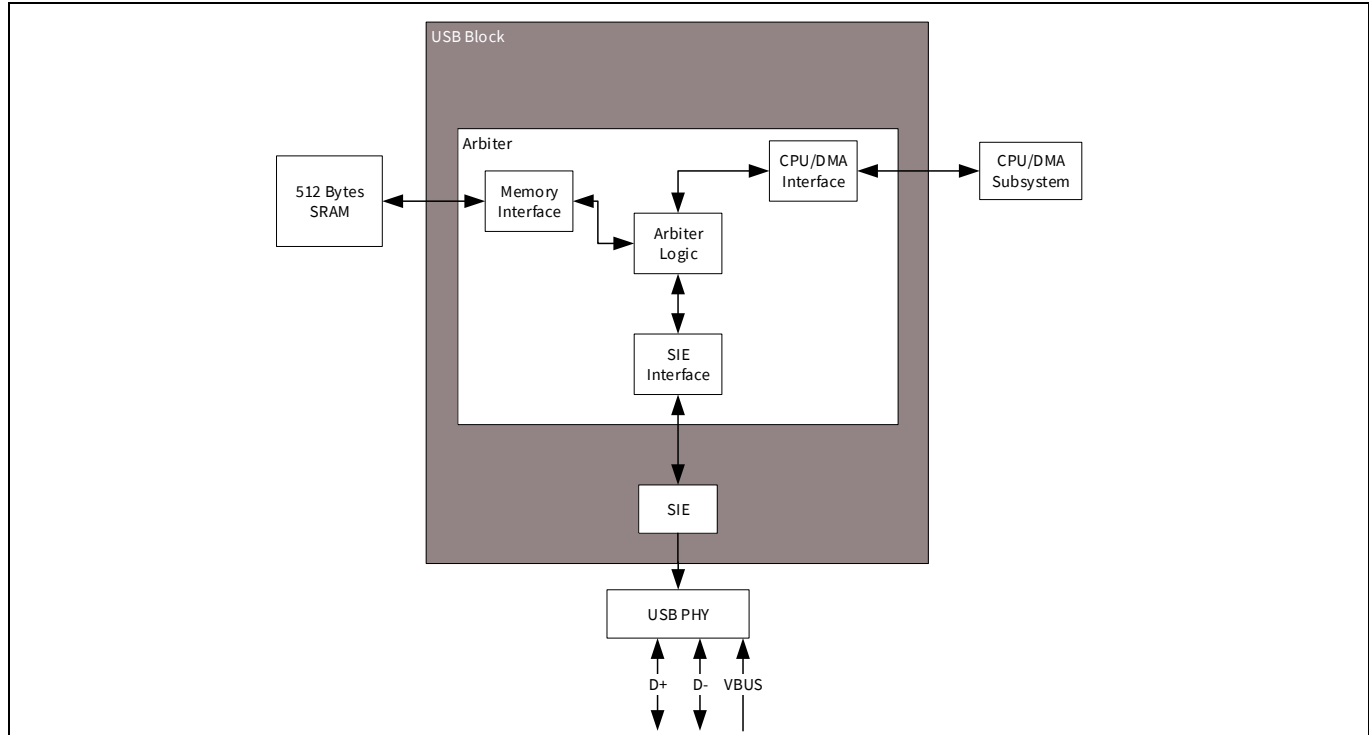 USB Block
Arbiter
512 Bytes
SRAM
Memory
Interface
CPU/DMA
Interface
CPU/DMA
Subsystem
Arbiter
Logic
SIE
Interface
SIE
USB PHY
D+
D-
VBUS